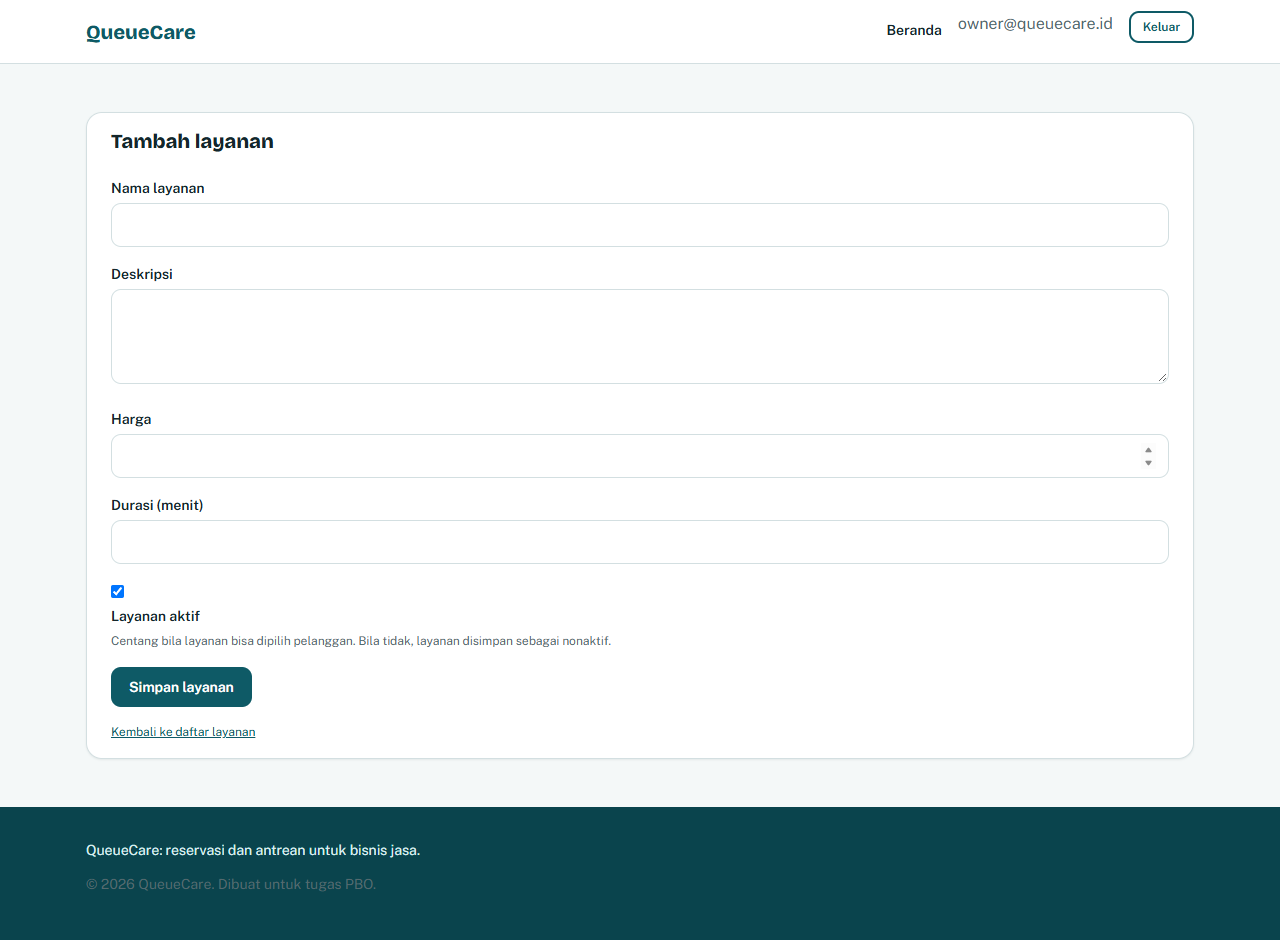 QueueCare
Beranda owner@queuecare.id Keluar
Tambah layanan
Nama layanan
Deskripsi
Harga
Durasi (menit)
Layanan aktif
Centang bila layanan bisa dipilih pelanggan. Bila tidak, layanan disimpan sebagai nonaktif.
Simpan layanan
Kembali ke daftar layanan
QueueCare: reservasi dan antrean untuk bisnis jasa.
© 2026 QueueCare. Dibuat untuk tugas PBO.